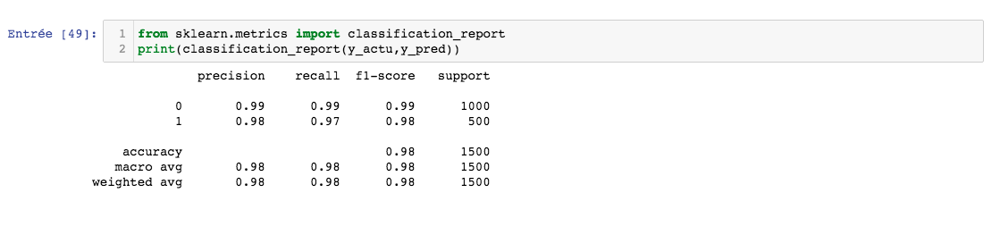 Entrée [49]: 1 from sklearn.metrics import classification_report
2 print(classification_report(y_actu,y_pred))
precision recall f1-score support
0 0.99 0.99 0.99 1000
1 0.98 0.97 0.98 500
accuracy 0.98 1500
macro avg 0.98 0.98 0.98 1500
weighted avg 0.98 0.98 0.98 1500